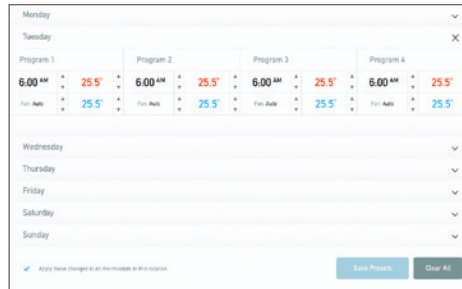 Monday
Tuesday
Program 1 Program 2 Program 3 Program 4
6:00 AM 25.5° 6:00 AM 25.5° 6:00 AM 25.5° 6:00 AM 25.5°
Fan: Auto 25.5° Fan: Auto 25.5° Fan: Auto 25.5° Fan: Auto 25.5°
Wednesday
Thursday
Friday
Saturday
Sunday
Apply these changes to all thermostats in this location Save Presets Clear All